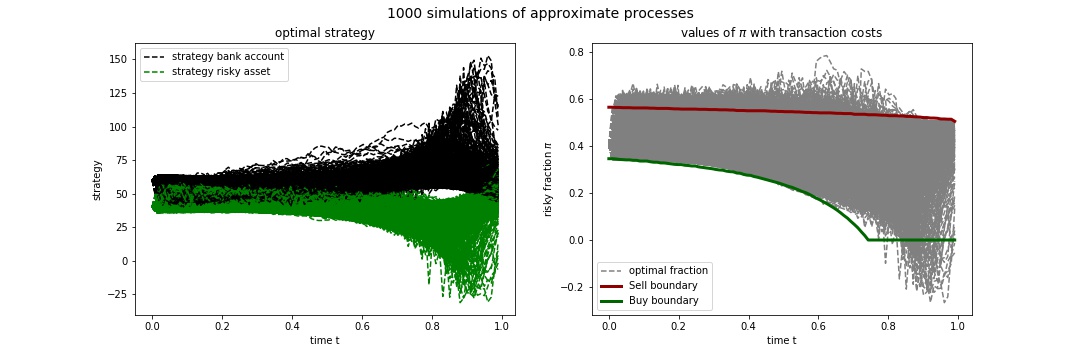 1000 simulations of approximate processes
optimal strategy
strategy bank account
strategy risky asset
150
125
100
75
50
25
0
−25
strategy
0.0 0.2 0.4 0.6 0.8 1.0
time t
values of π with transaction costs
0.8
0.6
0.4
0.2
0.0
−0.2
risky fraction π
optimal fraction
Sell boundary
Buy boundary
0.0 0.2 0.4 0.6 0.8 1.0
time t